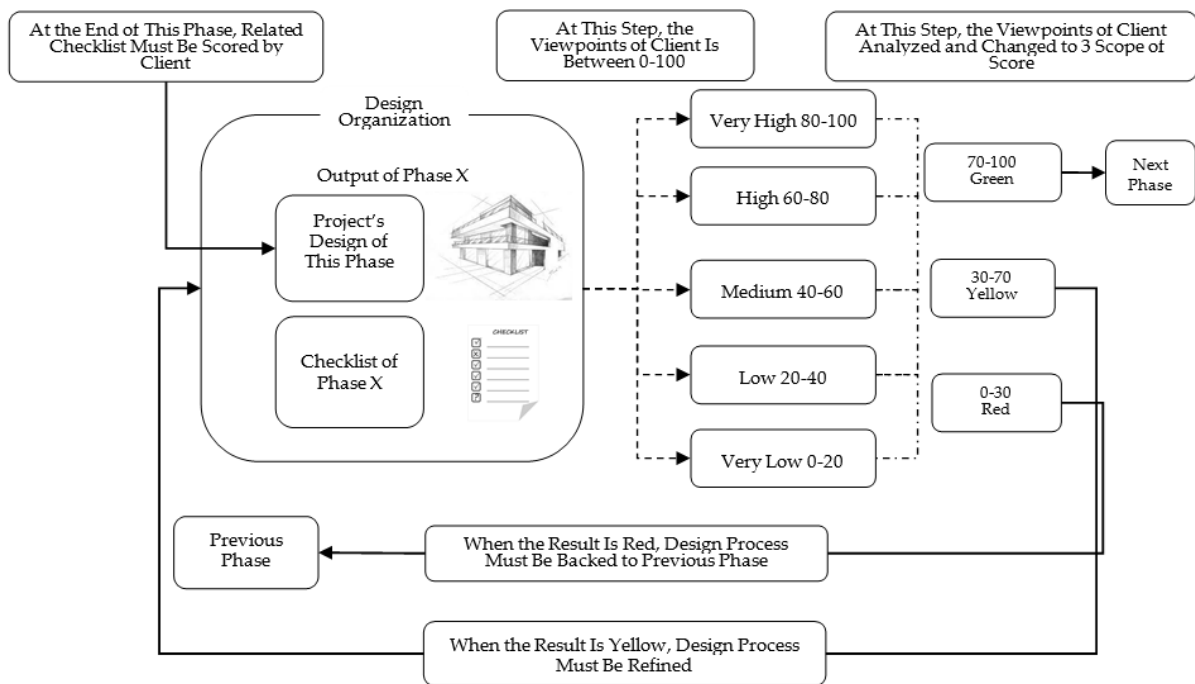 At the End of This Phase, Related
Checklist Must Be Scored by
Client
At This Step, the
Viewpoints of Client Is
Between 0-100
At This Step, the Viewpoints of Client
Analyzed and Changed to 3 Scope of
Score
Design
Organization
Output of Phase X
Project's
Design of
This Phase
Checklist of
Phase X
CHECKLIST
Very High 80-100
High 60-80
Medium 40-60
Low 20-40
Very Low 0-20
70-100
Green
Next
Phase
30-70
Yellow
0-30
Red
Previous
Phase
When the Result Is Red, Design Process
Must Be Backed to Previous Phase
When the Result Is Yellow, Design Process
Must Be Refined